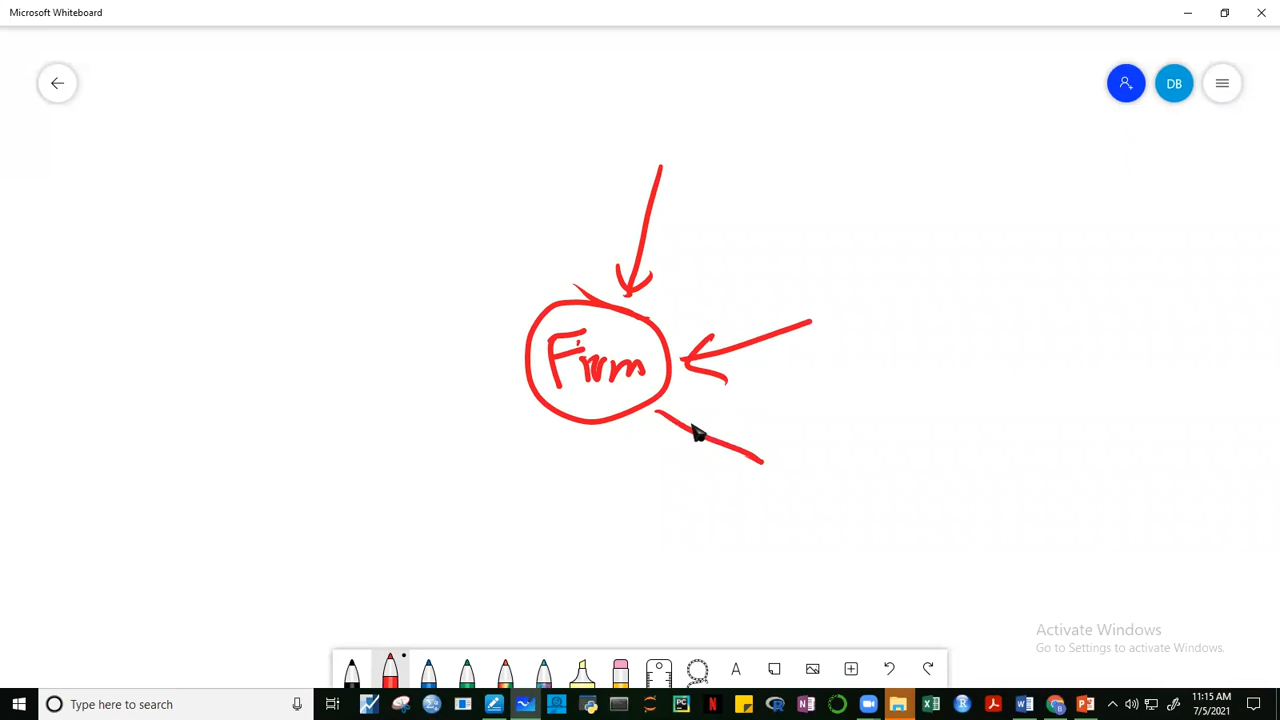 Microsoft Whiteboard
DB
Firm
Activate Windows
Go to Settings to activate Windows.
A
Type here to search
11:15 AM
7/5/2021